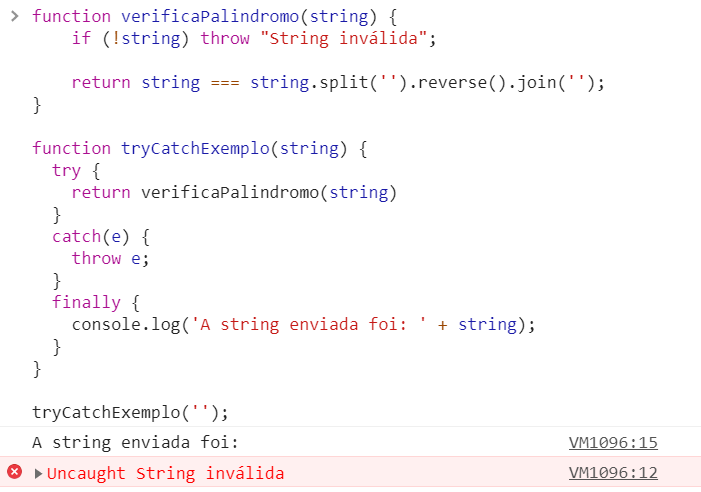 function verificaPalindromo(string) {
    if (!string) throw "String inválida";

    return string === string.split('').reverse().join('');
}

function tryCatchExemplo(string) {
  try {
    return verificaPalindromo(string)
  }
  catch(e) {
    throw e;
  }
  finally {
    console.log('A string enviada foi: ' + string);
  }
}

tryCatchExemplo('');
A string enviada foi: VM1096:15
Uncaught String inválida VM1096:12